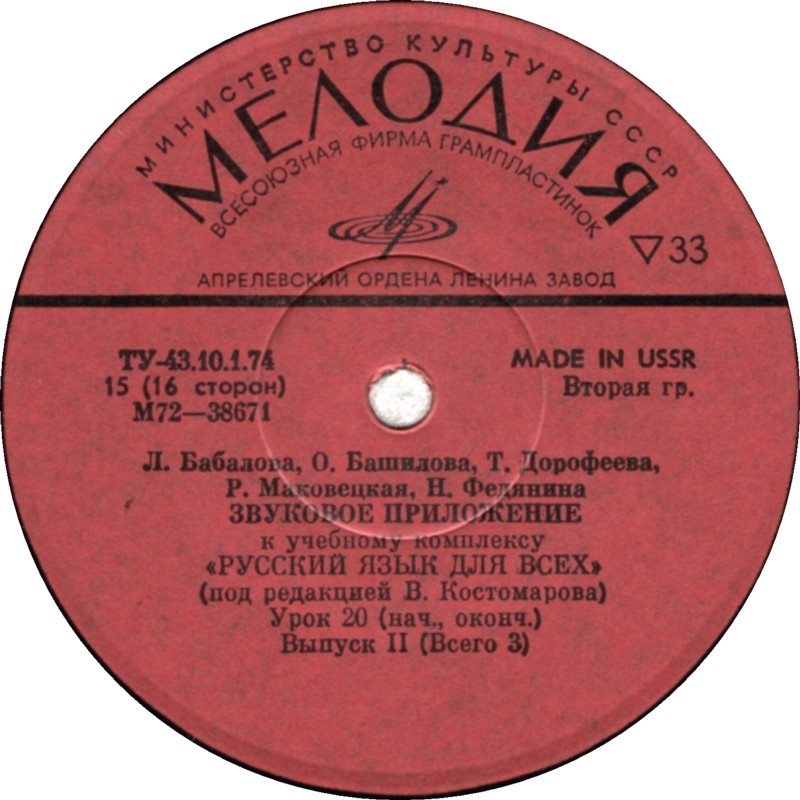 МИНИСТЕРСТВО КУЛЬТУРЫ СССР
МЕЛОДИЯ
ВСЕСОЮЗНАЯ ФИРМА ГРАМПЛАСТИНОК
▽33
АПРЕЛЕВСКИЙ ОРДЕНА ЛЕНИНА ЗАВОД
ТУ-43.10.1.74
15 (16 сторон)
М72—38671
MADE IN USSR
Вторая гр.
Л. Бабалова, О. Башилова, Т. Дорофеева,
Р. Маковецкая, Н. Федянина
ЗВУКОВОЕ ПРИЛОЖЕНИЕ
к учебному комплексу
«РУССКИЙ ЯЗЫК ДЛЯ ВСЕХ»
(под редакцией В. Костомарова)
Урок 20 (нач., оконч.)
Выпуск II (Всего 3)